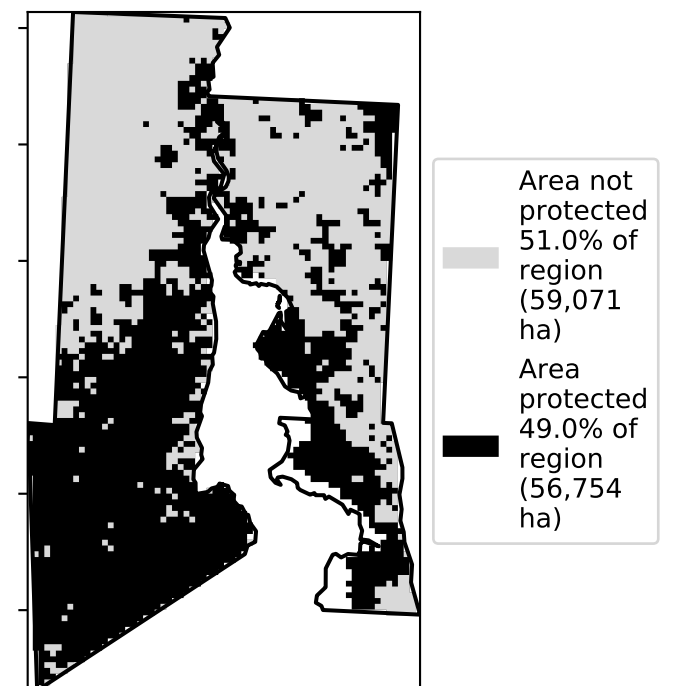 Area not
protected
51.0% of
region
(59,071
ha)
Area
protected
49.0% of
region
(56,754
ha)